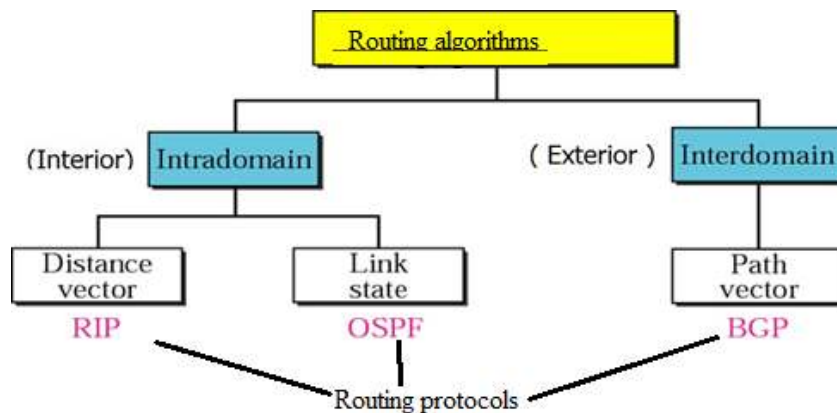 Routing algorithms
(Interior)
Intradomain
( Exterior )
Interdomain
Distance
vector
Link
state
Path
vector
RIP
OSPF
BGP
Routing protocols